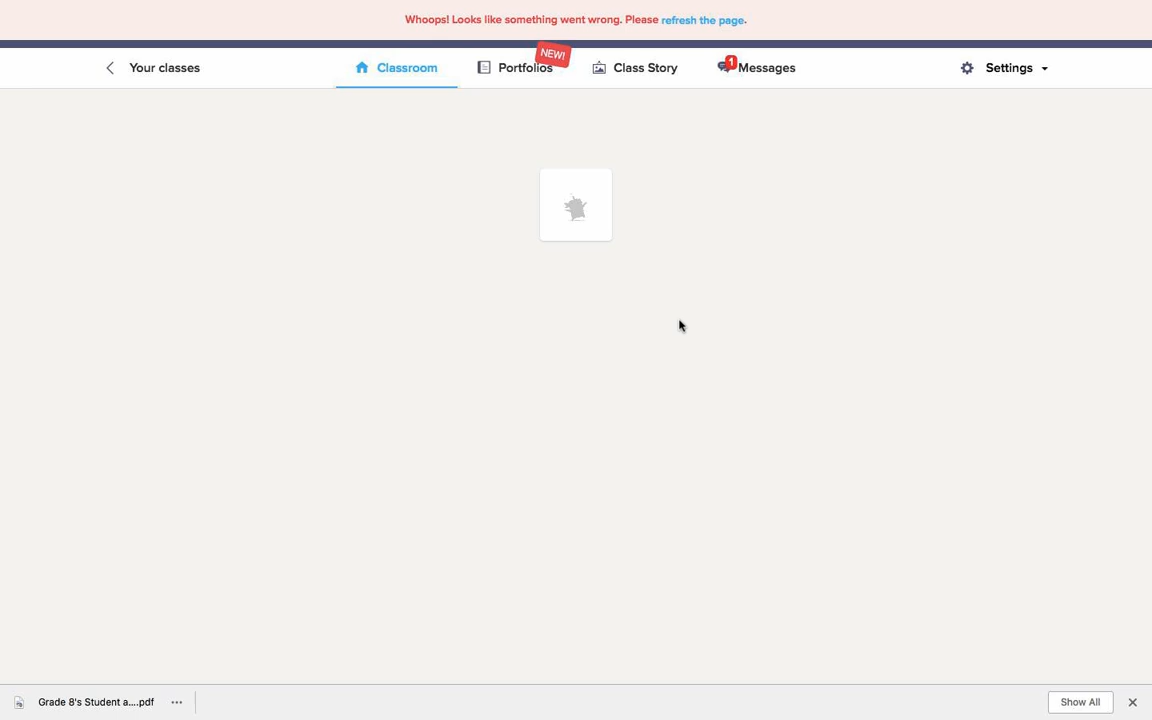 Whoops! Looks like something went wrong. Please refresh the page.
NEW!
Your classes Classroom Portfolios Class Story 1 Messages Settings
Grade 8's Student a....pdf Show All